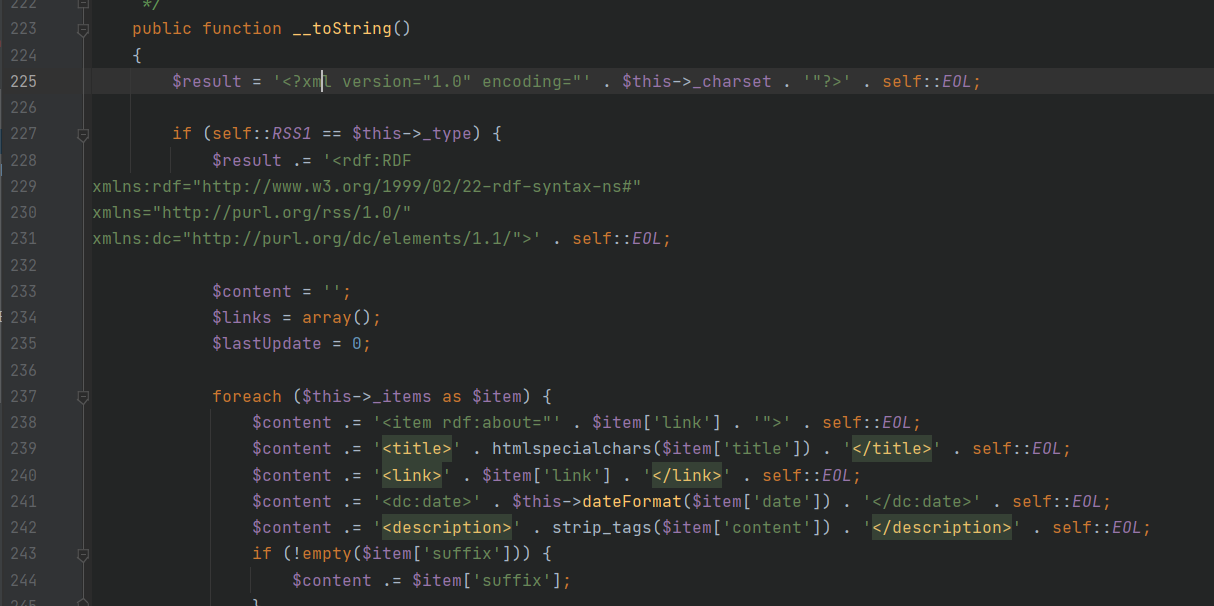 222 */
223 public function __toString()
224 {
225 $result = '<?xml version="1.0" encoding="' . $this->_charset . '"?>' . self::EOL;
226
227 if (self::RSS1 == $this->_type) {
228 $result .= '<rdf:RDF
229 xmlns:rdf="http://www.w3.org/1999/02/22-rdf-syntax-ns#"
230 xmlns="http://purl.org/rss/1.0/"
231 xmlns:dc="http://purl.org/dc/elements/1.1/">' . self::EOL;
232
233 $content = '';
234 $links = array();
235 $lastUpdate = 0;
236
237 foreach ($this->_items as $item) {
238 $content .= '<item rdf:about="' . $item['link'] . '">' . self::EOL;
239 $content .= '<title>' . htmlspecialchars($item['title']) . '</title>' . self::EOL;
240 $content .= '<link>' . $item['link'] . '</link>' . self::EOL;
241 $content .= '<dc:date>' . $this->dateFormat($item['date']) . '</dc:date>' . self::EOL;
242 $content .= '<description>' . strip_tags($item['content']) . '</description>' . self::EOL;
243 if (!empty($item['suffix'])) {
244 $content .= $item['suffix'];
245 }